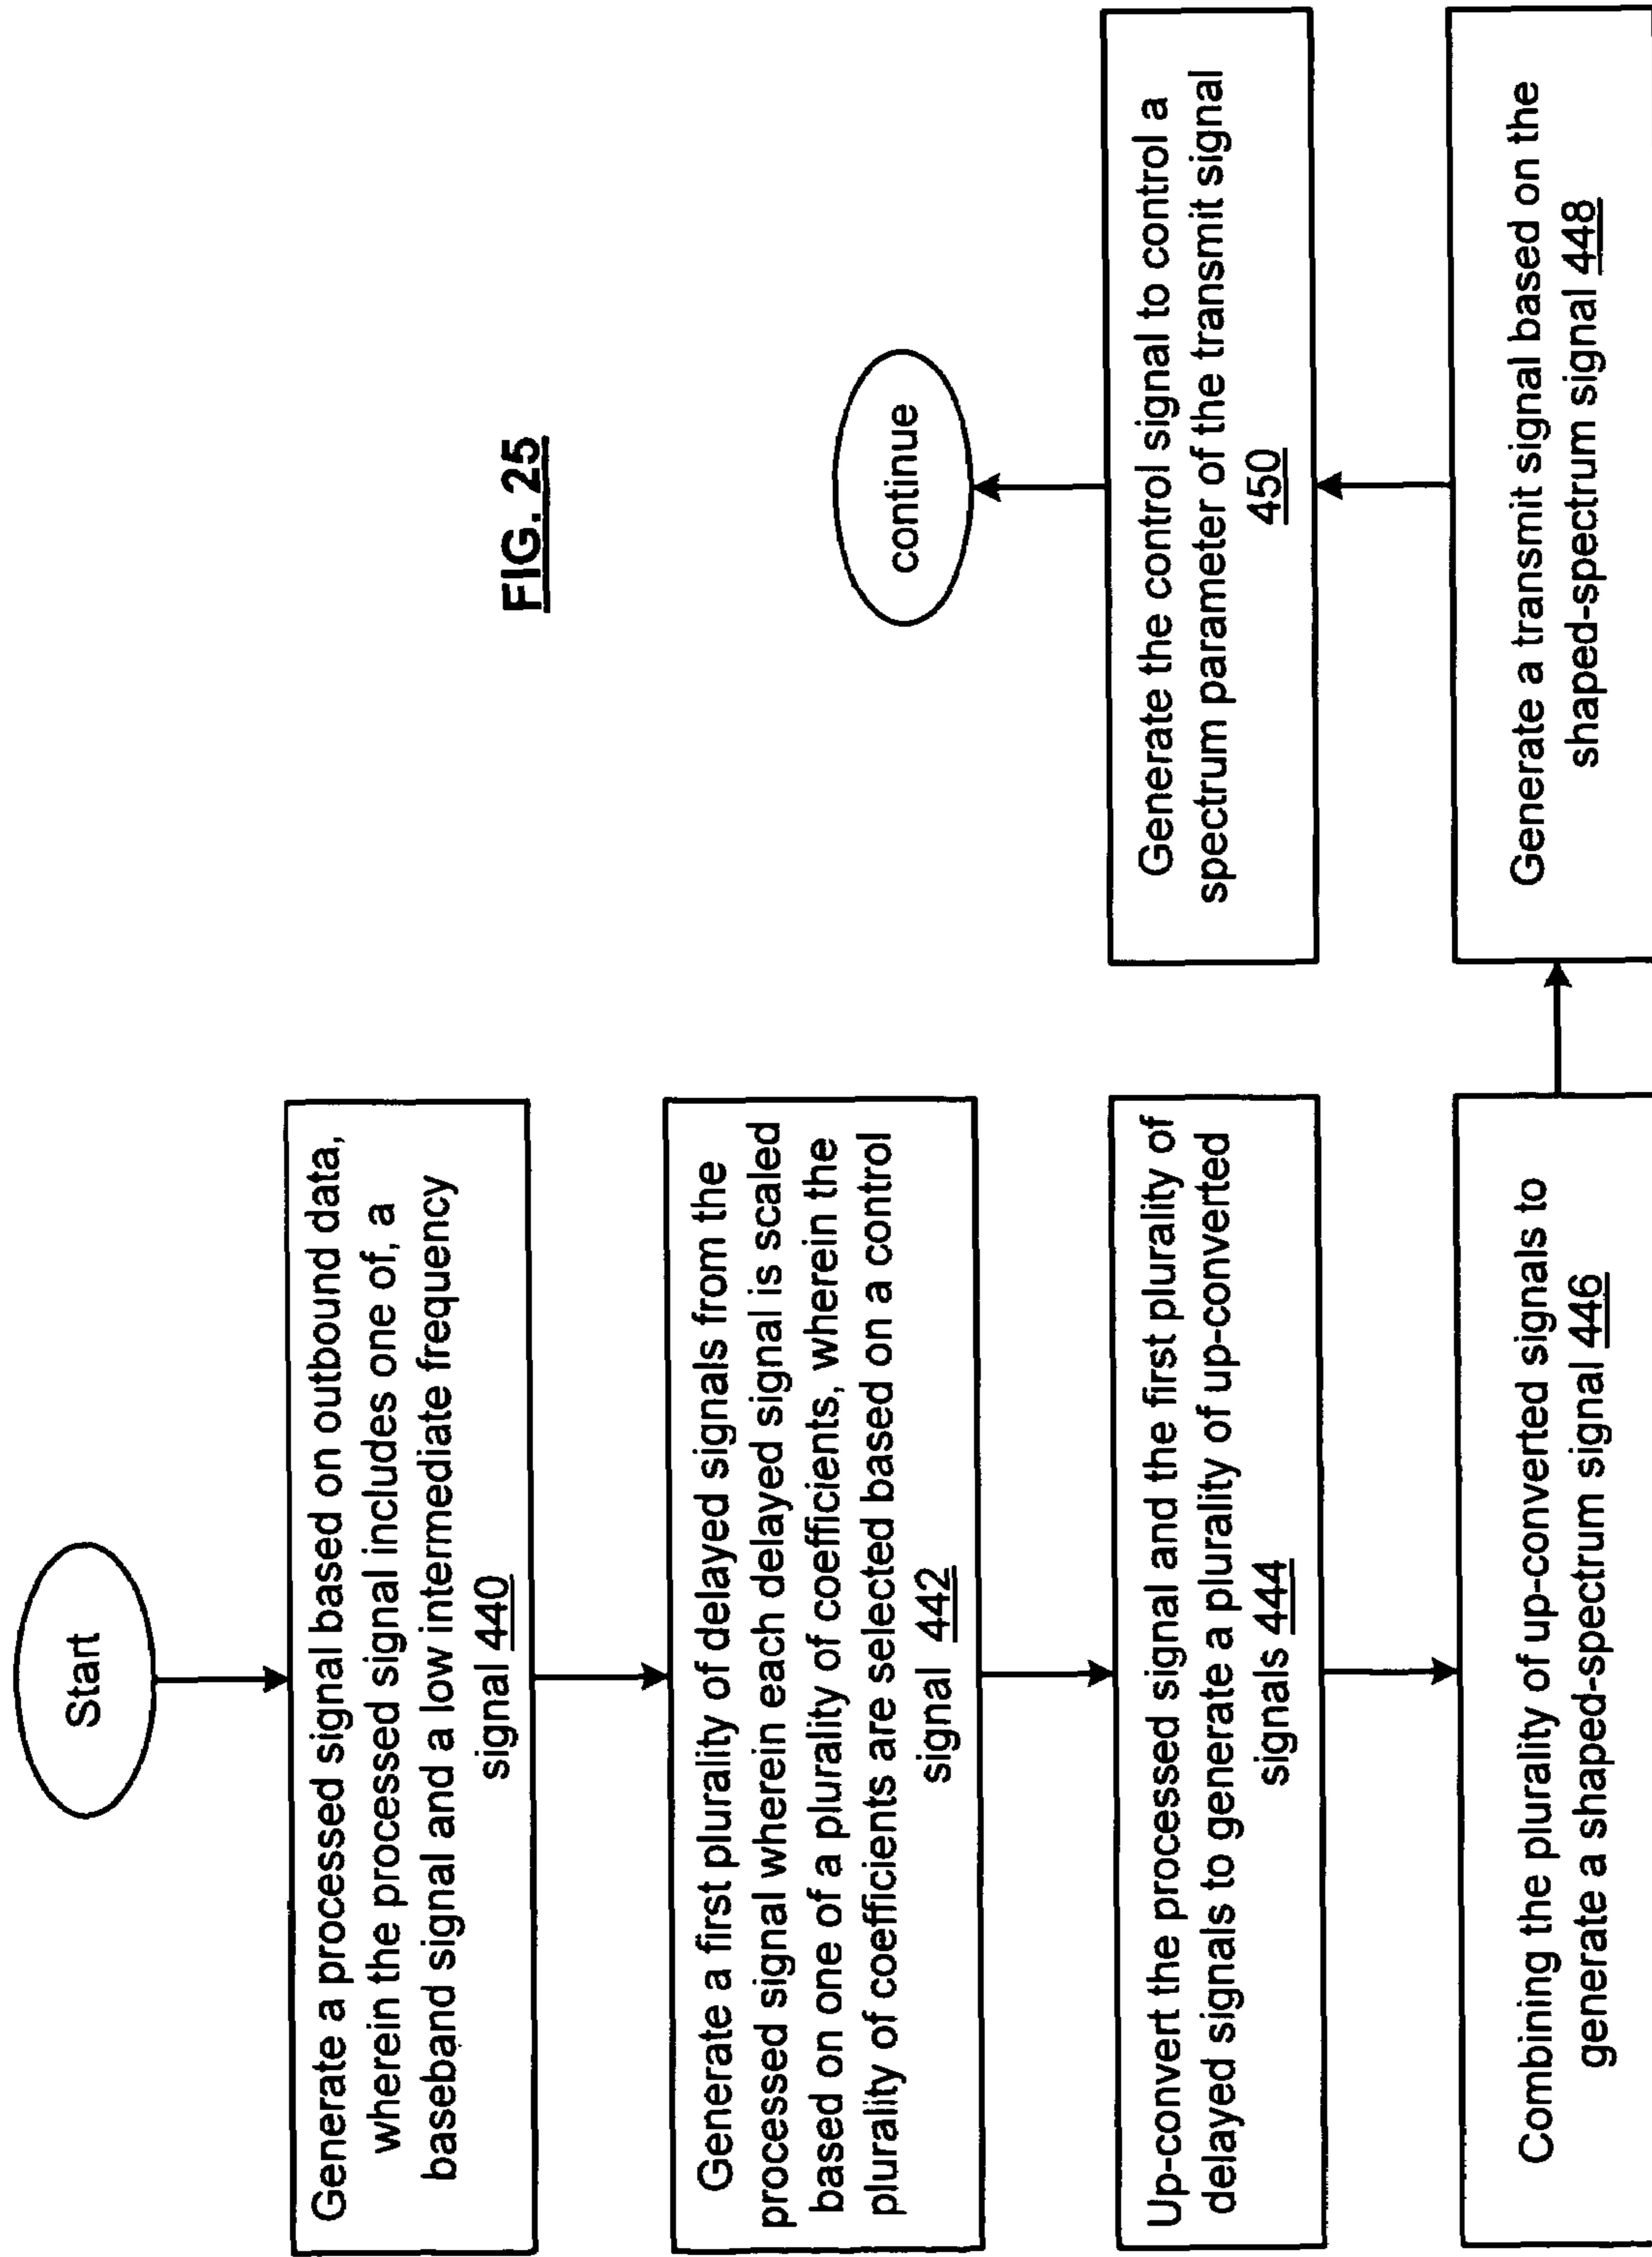 Start
Generate a processed signal based on outbound data,
wherein the processed signal includes one of, a
baseband signal and a low intermediate frequency
signal 440
Generate a first plurality of delayed signals from the
processed signal wherein each delayed signal is scaled
based on one of a plurality of coefficients, wherein the
plurality of coefficients are selected based on a control
signal 442
Up-convert the processed signal and the first plurality of
delayed signals to generate a plurality of up-converted
signals 444
Combining the plurality of up-converted signals to
generate a shaped-spectrum signal 446
Generate a transmit signal based on the
shaped-spectrum signal 448
Generate the control signal to control a
spectrum parameter of the transmit signal
450
continue
FIG. 25